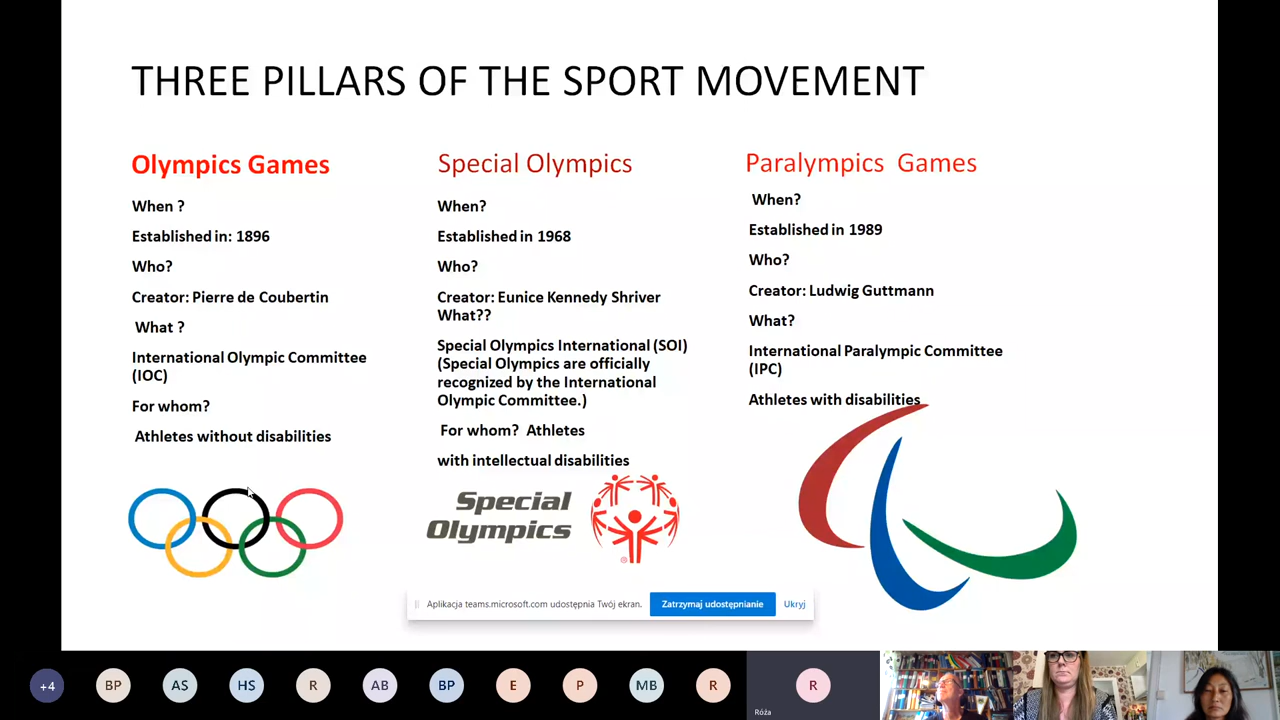 THREE PILLARS OF THE SPORT MOVEMENT
Olympics Games
When ?
Established in: 1896
Who?
Creator: Pierre de Coubertin
What ?
International Olympic Committee
(IOC)
For whom?
Athletes without disabilities
Special Olympics
When?
Established in 1968
Who?
Creator: Eunice Kennedy Shriver
What??
Special Olympics International (SOI)
(Special Olympics are officially
recognized by the International
Olympic Committee.)
For whom? Athletes
with intellectual disabilities
Special
Olympics
Paralympics Games
When?
Established in 1989
Who?
Creator: Ludwig Guttmann
What?
International Paralympic Committee
(IPC)
Athletes with disabilities
Aplikacja teams.microsoft.com udostępnia Twój ekran.
Zatrzymaj udostępnianie
Ukryj
+4
BP
AS
HS
R
AB
BP
E
P
MB
R
R
Róża